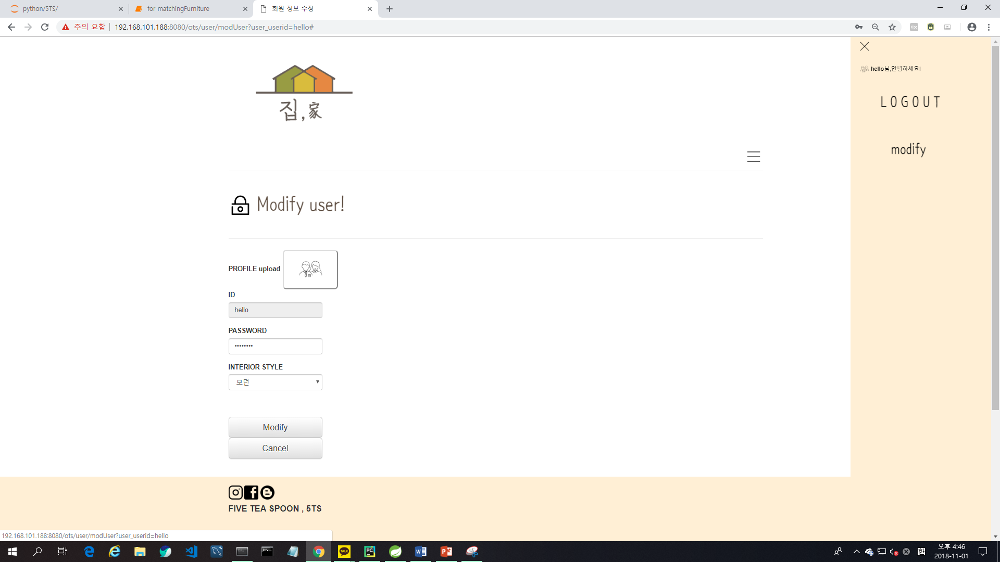 python/5TS/
for matchingFurniture
회원 정보 수정
주의 요함
192.168.101.188:8080/ots/user/modUser?user_userid=hello#
집,家
hello님,안녕하세요!
LOGOUT
modify
Modify user!
PROFILE upload
ID
hello
PASSWORD
••••••••
INTERIOR STYLE
모던
Modify
Cancel
FIVE TEA SPOON , 5TS
192.168.101.188:8080/ots/user/modUser?user_userid=hello
TALK
PC
한
오후 4:46
2018-11-01